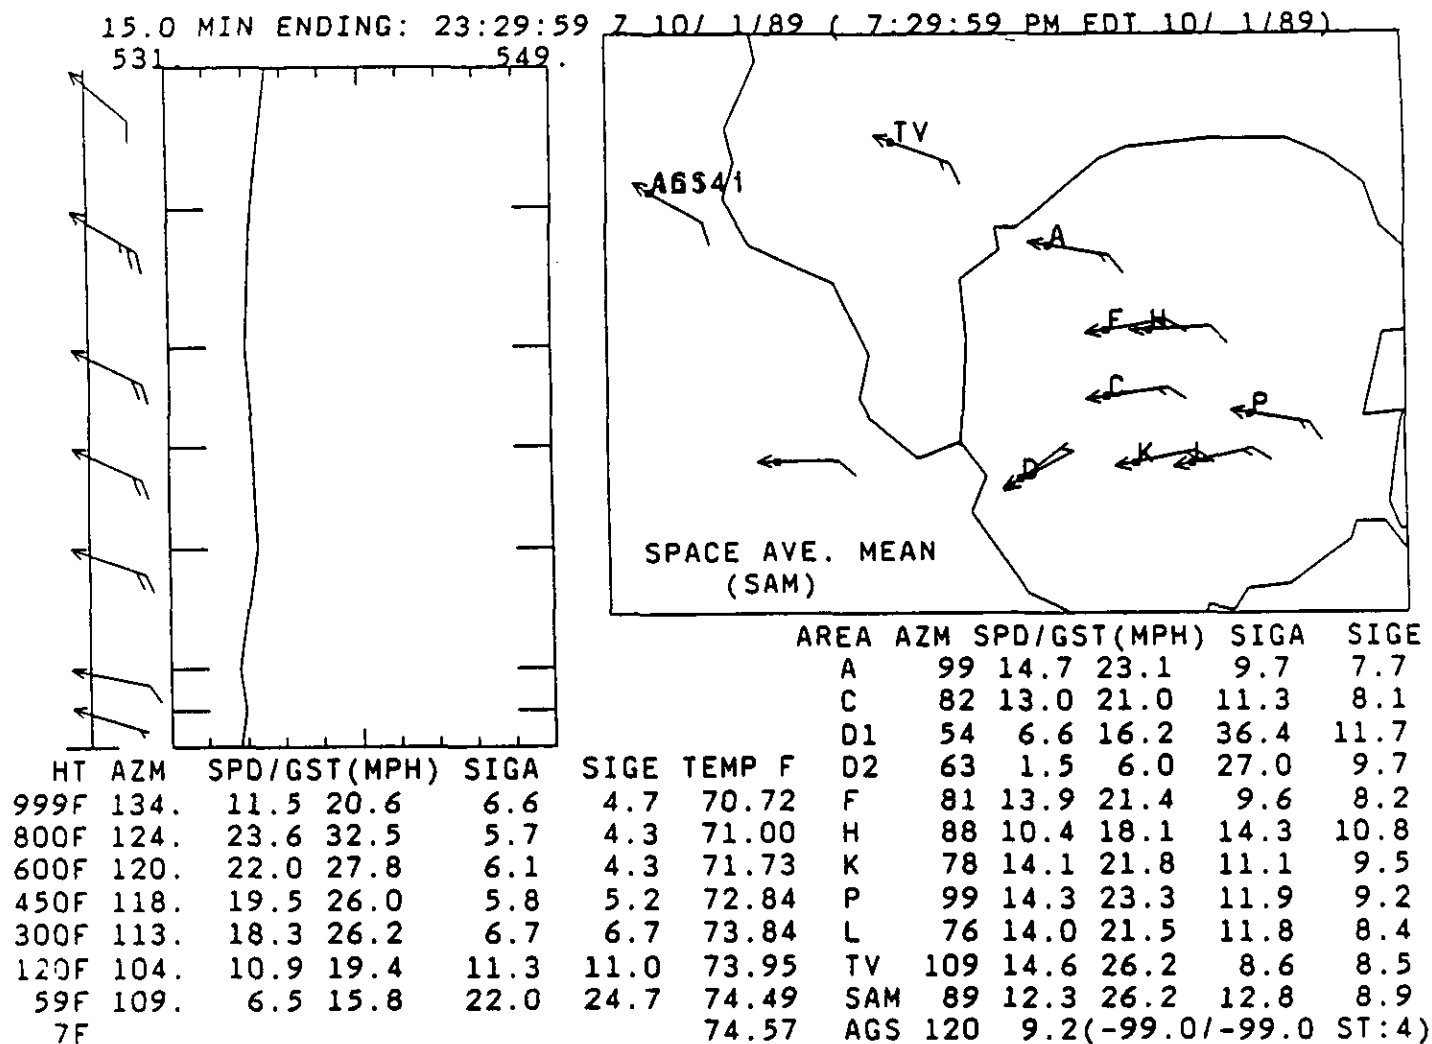 15.0 MIN ENDING: 23:29:59 Z 10/ 1/89 ( 7:29:59 PM EDT 10/ 1/89)
531. 549.
TV
AGS41
A
F H
C
P
D K L
SPACE AVE. MEAN
(SAM)
AREA AZM SPD/GST(MPH) SIGA SIGE
A 99 14.7 23.1 9.7 7.7
C 82 13.0 21.0 11.3 8.1
D1 54 6.6 16.2 36.4 11.7
HT AZM SPD/GST(MPH) SIGA SIGE TEMP F D2 63 1.5 6.0 27.0 9.7
999F 134. 11.5 20.6 6.6 4.7 70.72 F 81 13.9 21.4 9.6 8.2
800F 124. 23.6 32.5 5.7 4.3 71.00 H 88 10.4 18.1 14.3 10.8
600F 120. 22.0 27.8 6.1 4.3 71.73 K 78 14.1 21.8 11.1 9.5
450F 118. 19.5 26.0 5.8 5.2 72.84 P 99 14.3 23.3 11.9 9.2
300F 113. 18.3 26.2 6.7 6.7 73.84 L 76 14.0 21.5 11.8 8.4
120F 104. 10.9 19.4 11.3 11.0 73.95 TV 109 14.6 26.2 8.6 8.5
59F 109. 6.5 15.8 22.0 24.7 74.49 SAM 89 12.3 26.2 12.8 8.9
7F 74.57 AGS 120 9.2(-99.0/-99.0 ST:4)